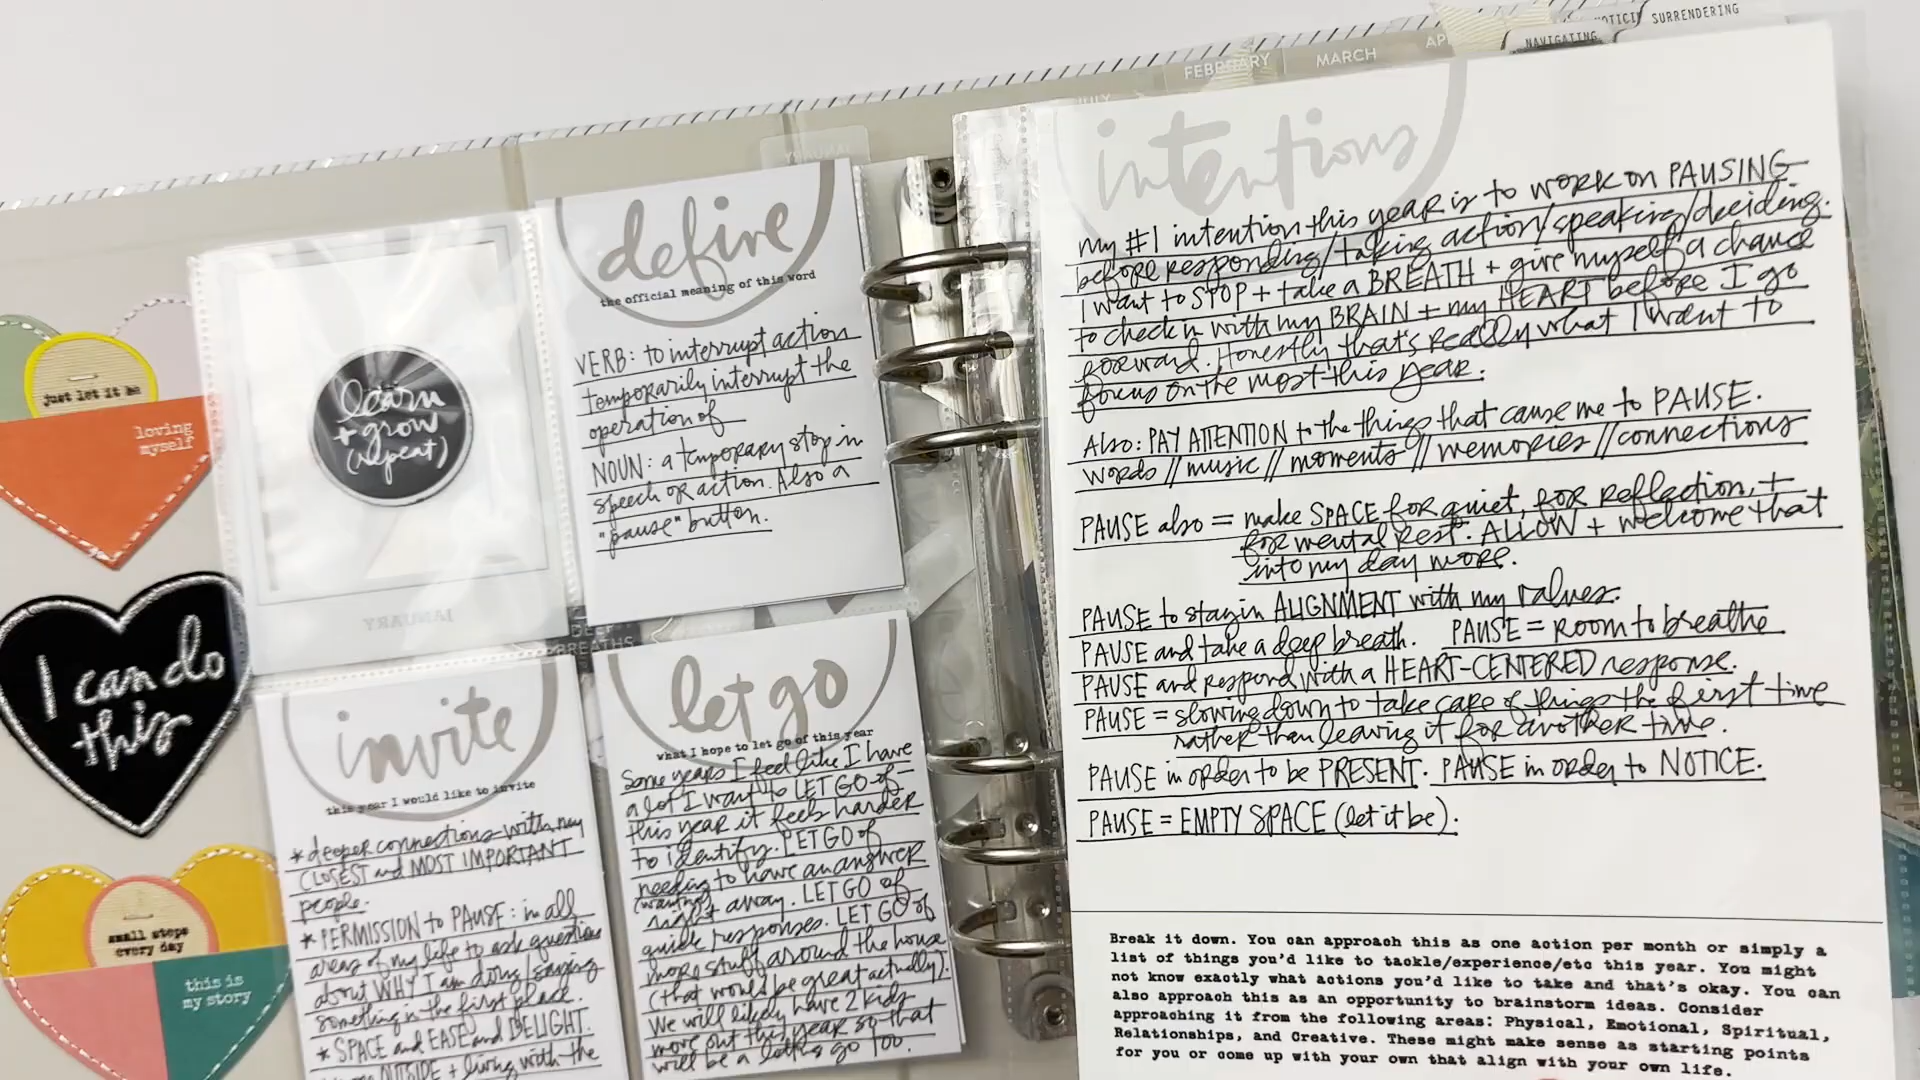 FEBRUARY
MARCH
AP
NAVIGATING
SURRENDERING
just let it be
loving
myself
I can do
this
small steps
every day
this is
my story
learn
+ grow
(repeat)
JANUARY
define
the official meaning of this word
VERB: to interrupt action
temporarily interrupt the
operation of
NOUN: a temporary stop in
speech or action. Also a
"pause" button.
DEEP
BREATHS
invite
this year I would like to invite
* deeper connections with my
CLOSEST and MOST IMPORTANT
people.
* PERMISSION to PAUSE: in all
areas of my life to ask questions
about WHY I am doing/saying
something in the first place.
* SPACE and EASE and DELIGHT.
OUTSIDE + living with the
let go
what I hope to let go of this year
Some years I feel like I have
a lot I want to LET GO of -
this year it feels harder
to identify. LET GO of
needing to have an answer
(wanting)
right away. LET GO of
quick responses. LET GO of
more stuff around the house
(that would be great actually).
We will likely have 2 kids
move out this year so that
will be a letting go too.
intentions
my #1 intention this year is to work on PAUSING
before responding/taking action/speaking/deciding.
I want to STOP + take a BREATH + give myself a chance
to check in with my BRAIN + my HEART before I go
forward. Honestly that's really what I want to
focus on the most this year.
Also: PAY ATTENTION to the things that cause me to PAUSE.
words // music // moments // memories // connections
PAUSE also = make SPACE for quiet, for reflection, +
for mental rest. ALLOW + welcome that
into my day more.
PAUSE to stay in ALIGNMENT with my values.
PAUSE and take a deep breath. PAUSE = room to breathe
PAUSE and respond with a HEART-CENTERED response.
PAUSE = slowing down to take care of things the first time
rather than leaving it for another time.
PAUSE in order to be PRESENT. PAUSE in order to NOTICE.
PAUSE = EMPTY SPACE (let it be).
Break it down. You can approach this as one action per month or simply a
list of things you'd like to tackle/experience/etc this year. You might
not know exactly what actions you'd like to take and that's okay. You can
also approach this as an opportunity to brainstorm ideas. Consider
approaching it from the following areas: Physical, Emotional, Spiritual,
Relationships, and Creative. These might make sense as starting points
for you or come up with your own that align with your own life.